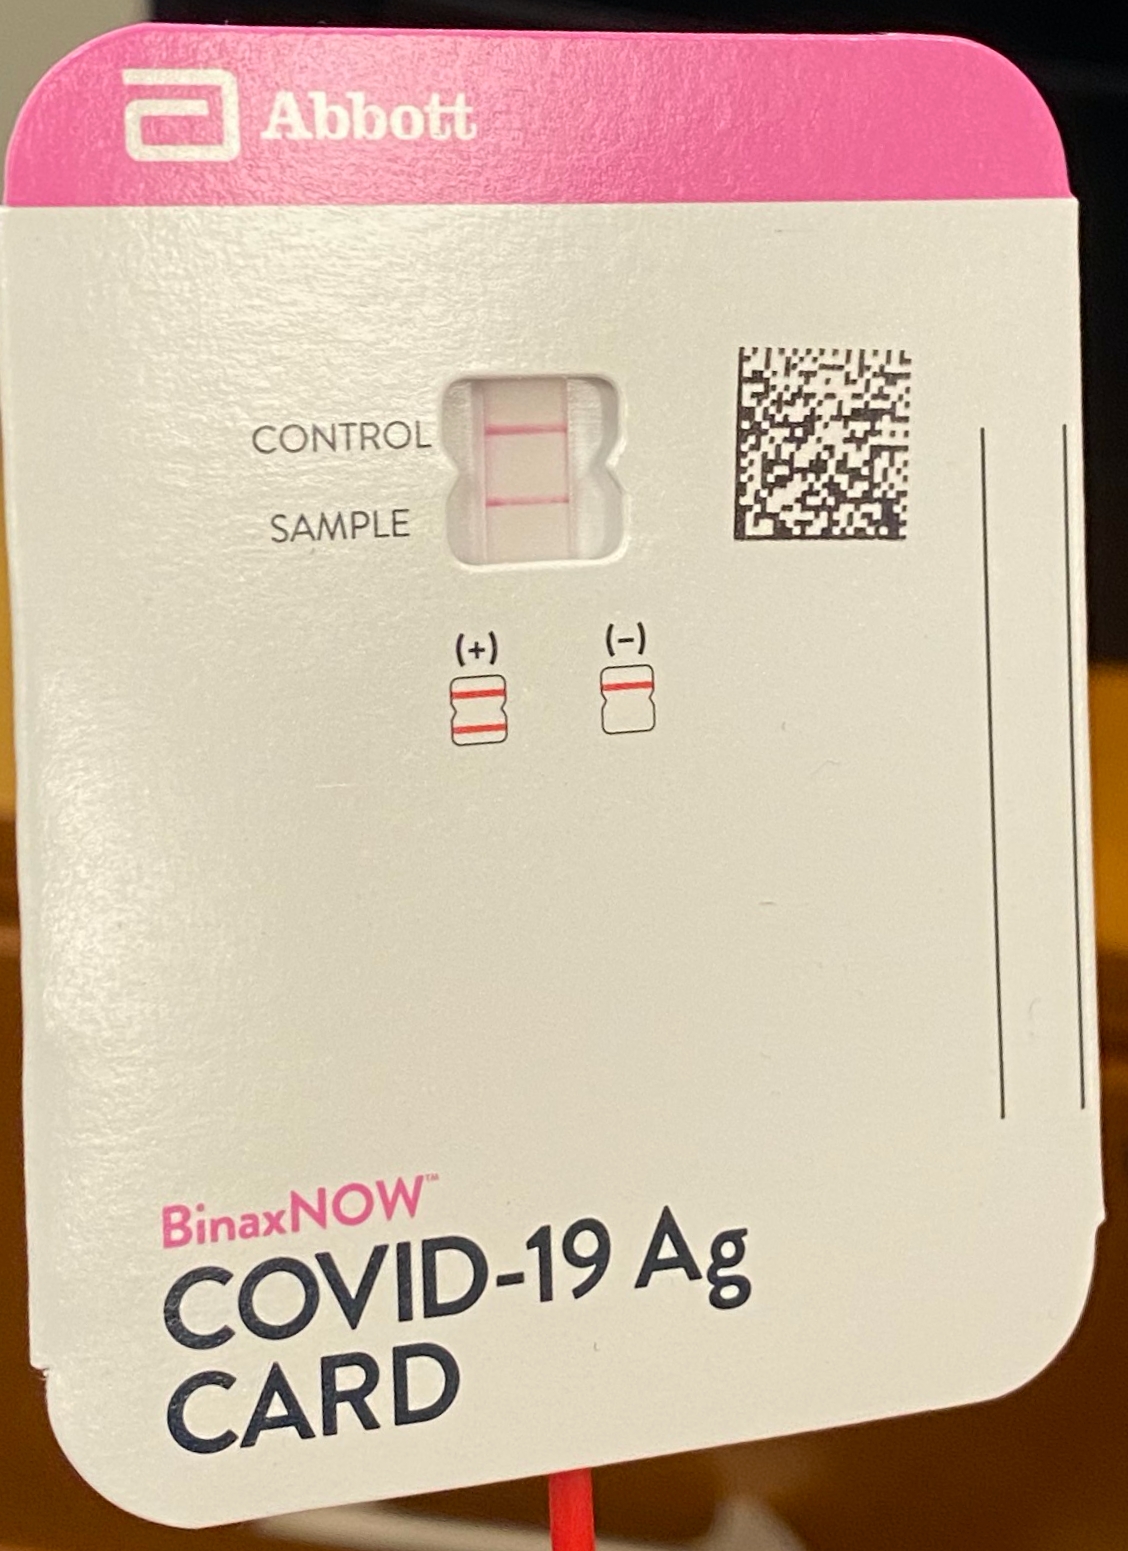 Abbott
CONTROL
SAMPLE
(+) (-)
BinaxNOW™
COVID-19 Ag
CARD